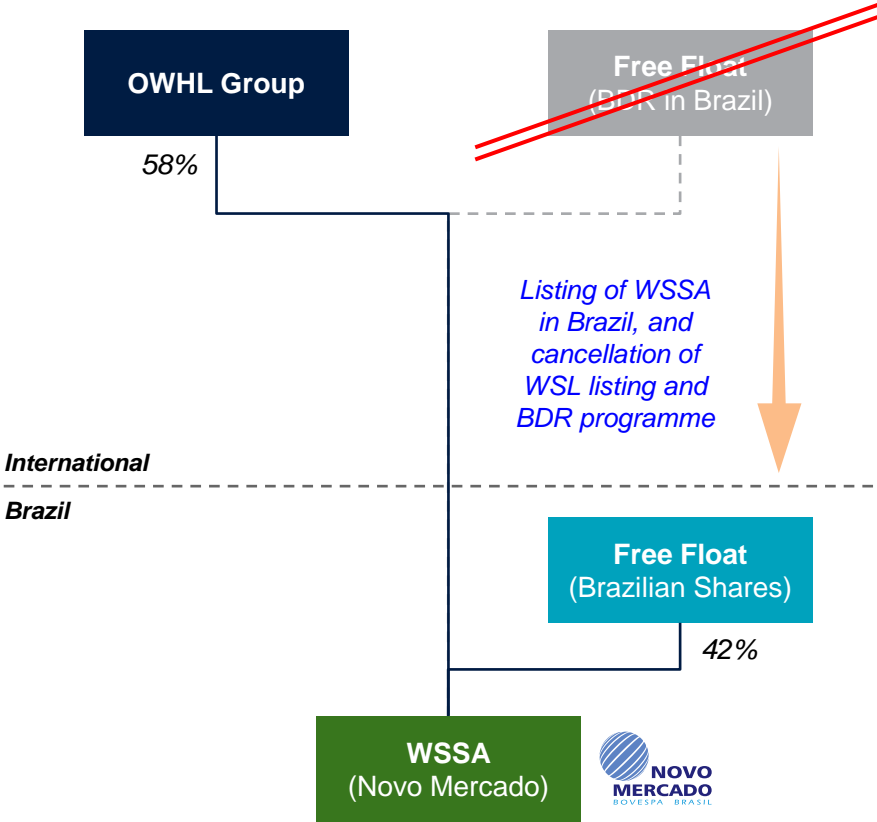 OWHL Group
Free Float
(BDR in Brazil)
58%
Listing of WSSA
in Brazil, and
cancellation of
WSL listing and
BDR programme
International
Brazil
Free Float
(Brazilian Shares)
42%
WSSA
(Novo Mercado)
NOVO
MERCADO
BOVESPA BRASIL